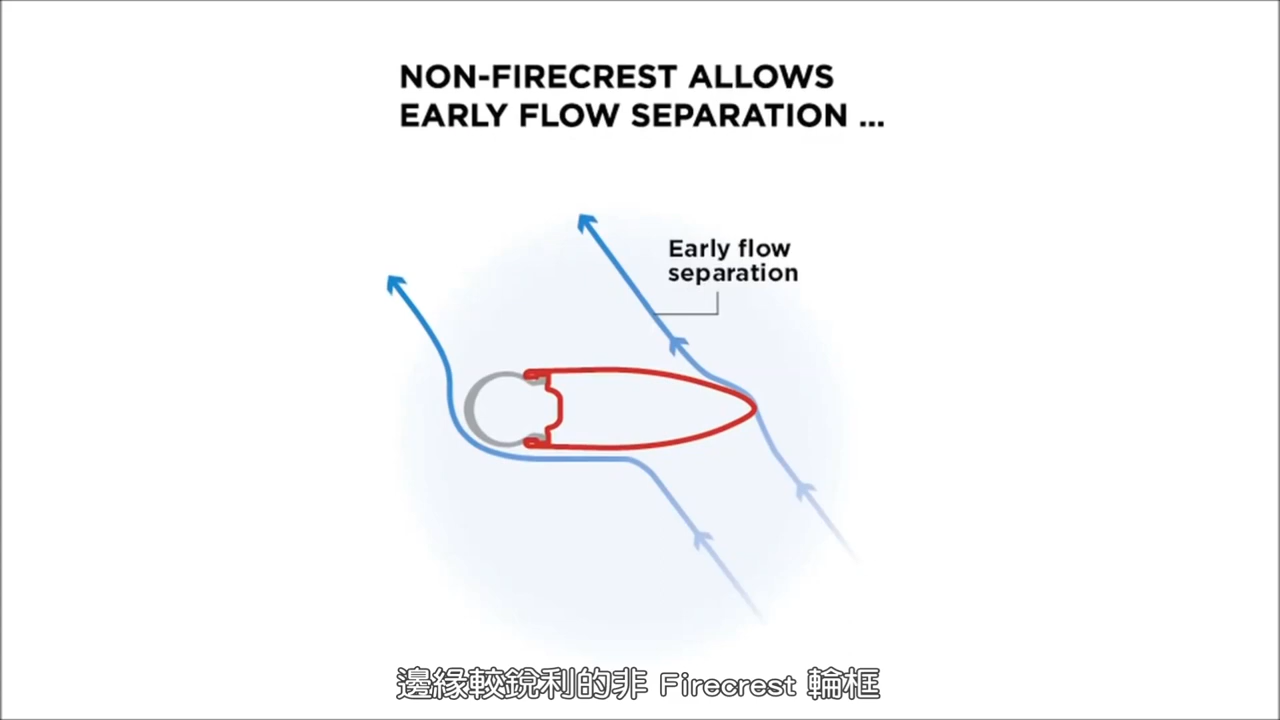 NON-FIRECREST ALLOWS
EARLY FLOW SEPARATION ...
Early flow
separation
邊緣較銳利的非 Firecrest 輪框